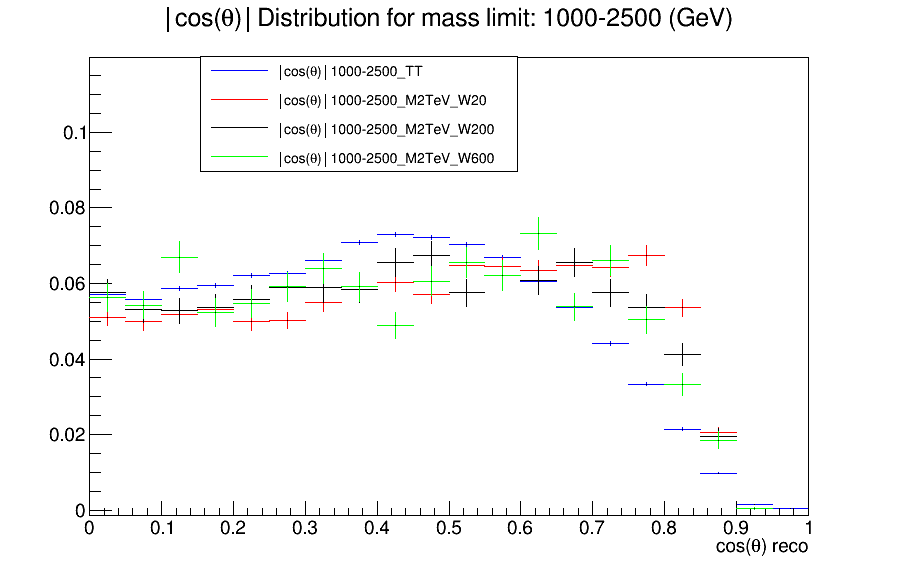 |cos(θ)| Distribution for mass limit: 1000-2500 (GeV)
|cos(θ)| 1000-2500_TT
|cos(θ)| 1000-2500_M2TeV_W20
|cos(θ)| 1000-2500_M2TeV_W200
|cos(θ)| 1000-2500_M2TeV_W600
0.1
0.08
0.06
0.04
0.02
0
0 0.1 0.2 0.3 0.4 0.5 0.6 0.7 0.8 0.9 1
cos(θ) reco